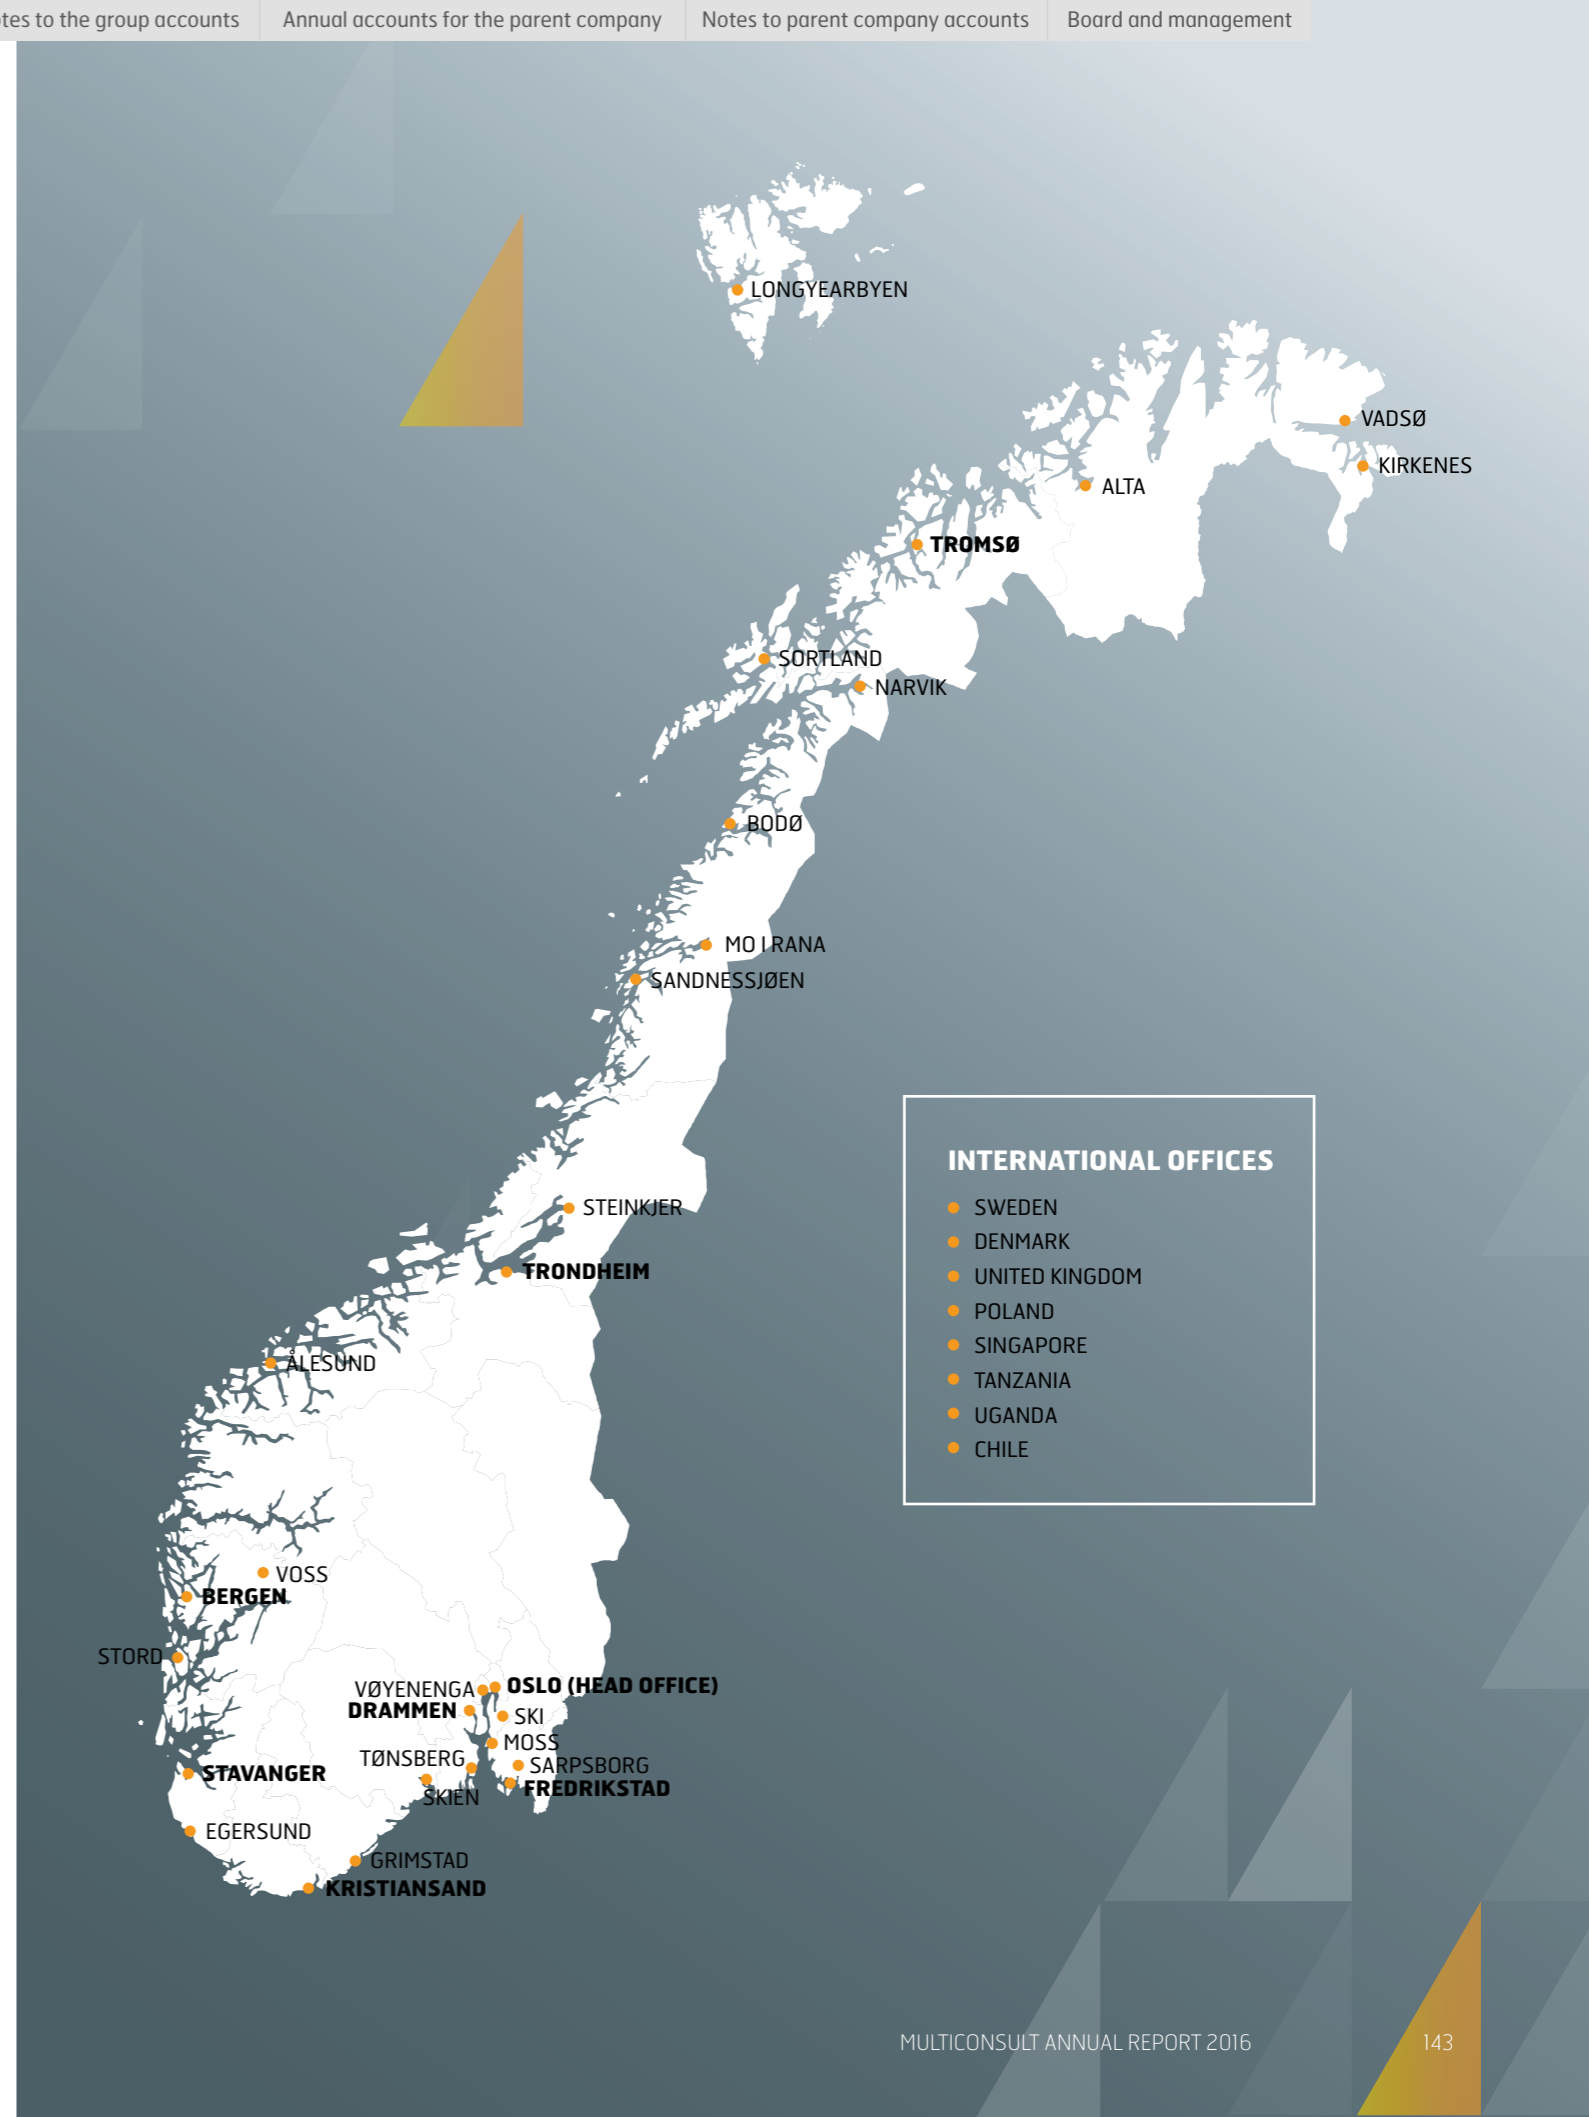 tes to the group accounts
Annual accounts for the parent company
Notes to parent company accounts
Board and management
LONGYEARBYEN
VADSØ
KIRKENES
ALTA
TROMSØ
SORTLAND
NARVIK
BODØ
MO I RANA
SANDNESSJØEN
STEINKJER
TRONDHEIM
ÅLESUND
VOSS
BERGEN
STORD
VØYENENGA
OSLO (HEAD OFFICE)
DRAMMEN
SKI
MOSS
TØNSBERG
SARPSBORG
STAVANGER
FREDRIKSTAD
SKIEN
EGERSUND
GRIMSTAD
KRISTIANSAND
INTERNATIONAL OFFICES
SWEDEN
DENMARK
UNITED KINGDOM
POLAND
SINGAPORE
TANZANIA
UGANDA
CHILE
MULTICONSULT ANNUAL REPORT 2016
143